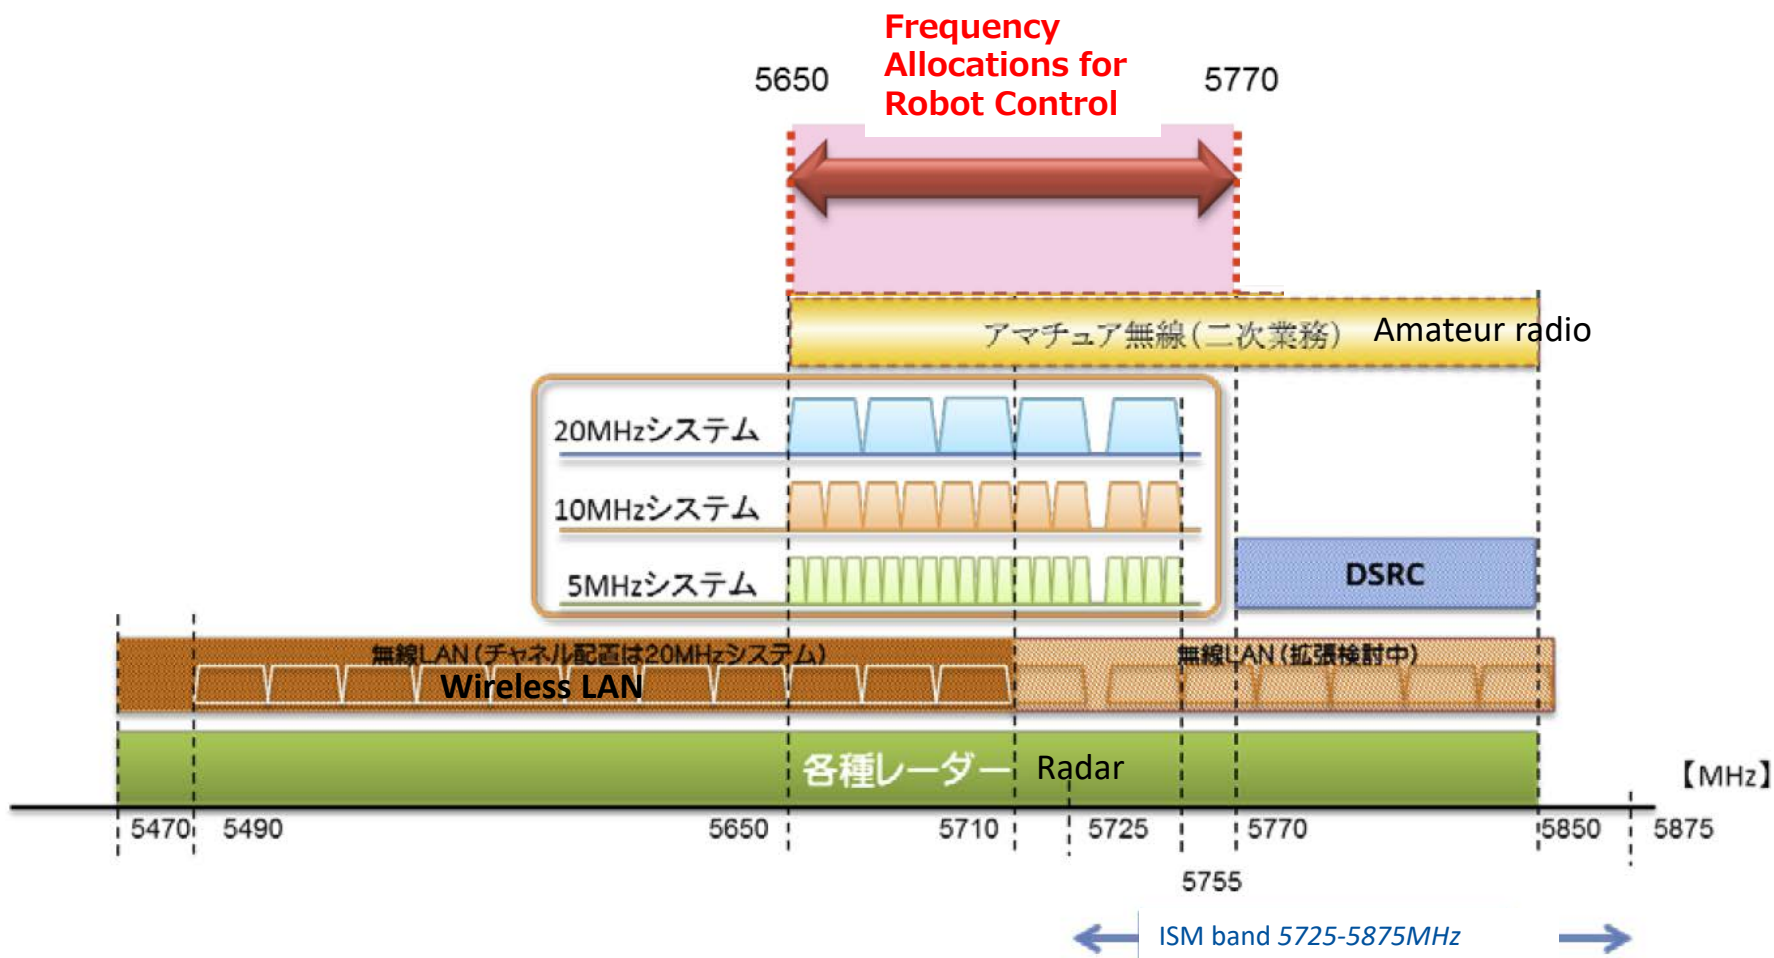 Frequency
Allocations for
Robot Control
5650
5770
アマチュア無線(二次業務)
Amateur radio
20MHzシステム
10MHzシステム
5MHzシステム
DSRC
無線LAN(チャネル配置は20MHzシステム)
Wireless LAN
無線LAN(拡張検討中)
各種レーダー
Radar
【MHz】
5470 5490 5650 5710 5725 5770 5850 5875
5755
ISM band 5725-5875MHz